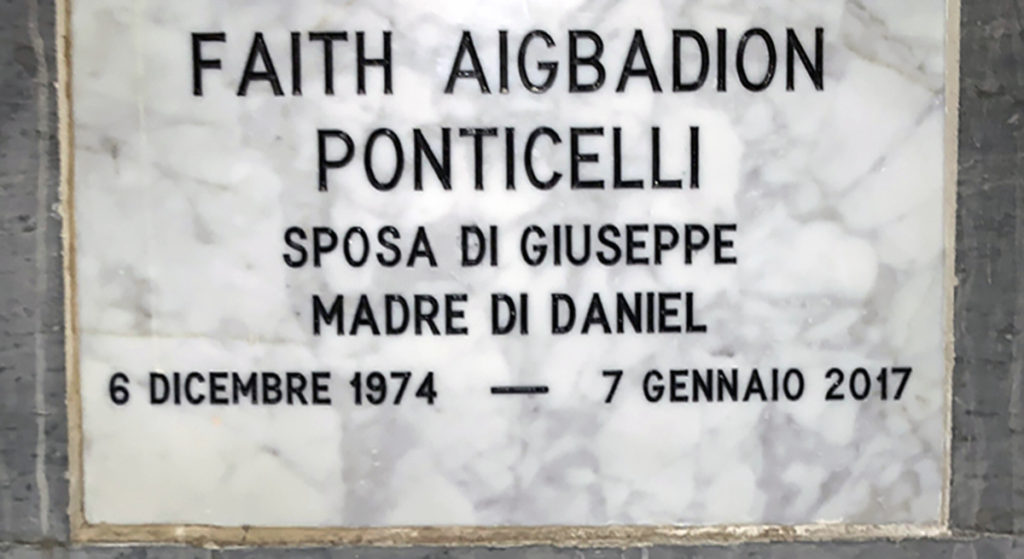 FAITH AIGBADION
PONTICELLI
SPOSA DI GIUSEPPE
MADRE DI DANIEL
6 DICEMBRE 1974 — 7 GENNAIO 2017